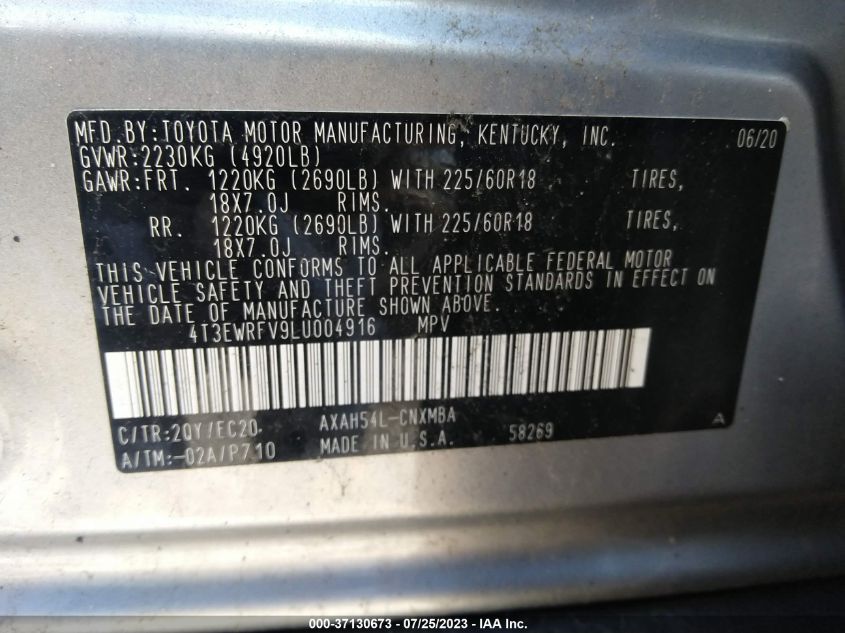 MFD.BY:TOYOTA MOTOR MANUFACTURING, KENTUCKY, INC. 06/20
GVWR:2230KG (4920LB)
GAWR:FRT. 1220KG (2690LB) WITH 225/60R18 TIRES,
18X7.0J RIMS.
RR. 1220KG (2690LB) WITH 225/60R18 TIRES,
18X7.0J RIMS.
THIS VEHICLE CONFORMS TO ALL APPLICABLE FEDERAL MOTOR
VEHICLE SAFETY AND THEFT PREVENTION STANDARDS IN EFFECT ON
THE DATE OF MANUFACTURE SHOWN ABOVE.
4T3EWRFV9LU004916 MPV
C/TR:2QY/EC20 AXAH54L-CNXMBA A
A/TM:-02A/P710 MADE IN U.S.A. 58269
000-37130673 - 07/25/2023 - IAA Inc.